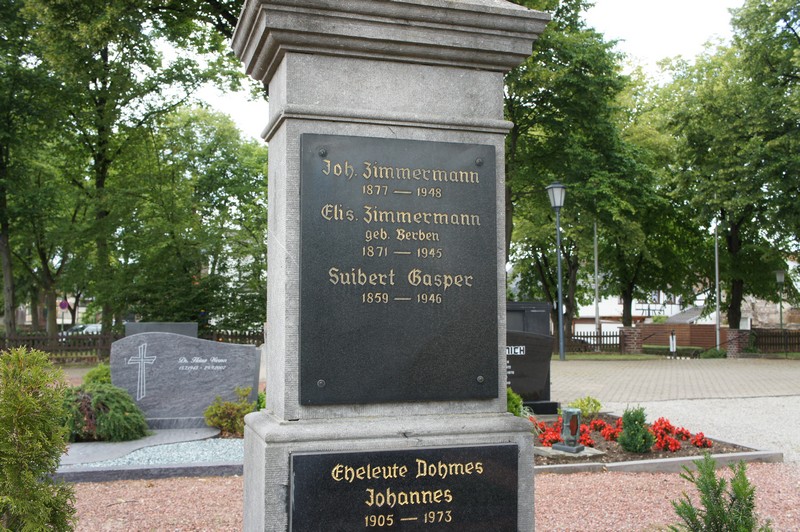 Joh. Zimmermann
1877 — 1948
Elis. Zimmermann
geb. Berben
1871 — 1945
Suibert Gasper
1859 — 1946
Eheleute Dohmes
Johannes
1905 — 1973
Dr.